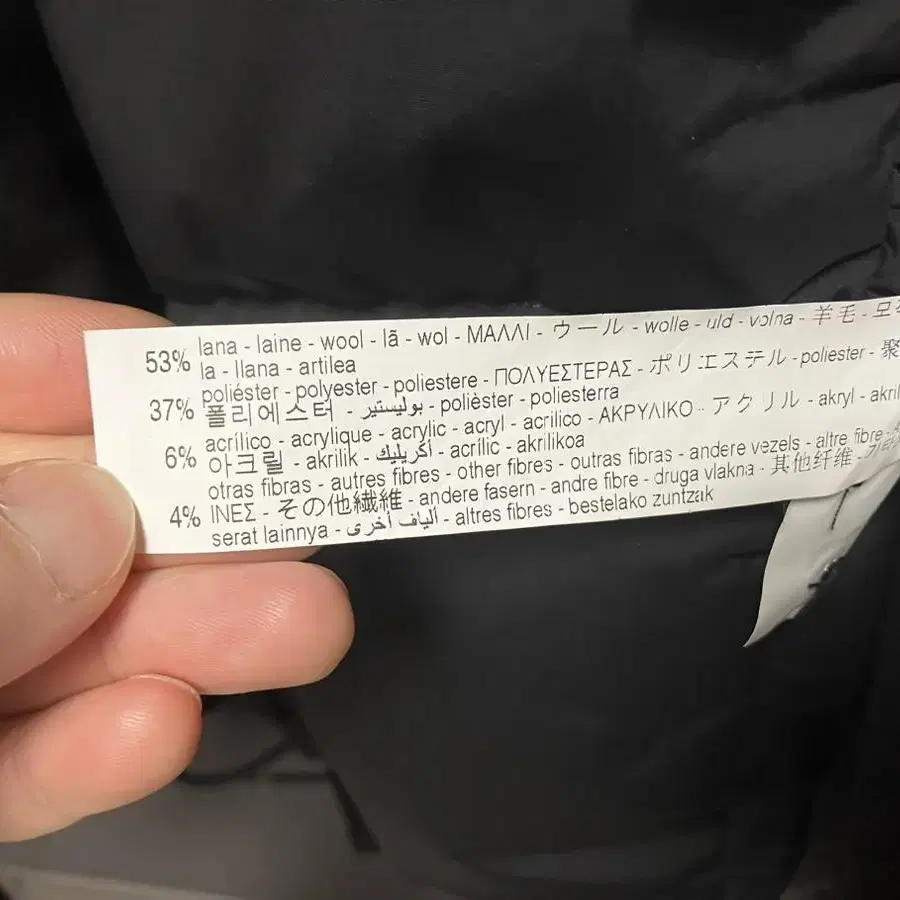 53% lana - laine - wool - lã - wol - ΜΑΛΛΙ - ウール - wolle - uld - volna - 羊毛 -
la - llana - artilea
37% poliéster - polyester - poliestere - ΠΟΛΥΕΣΤΕΡΑΣ - ポリエステル - poliester - 聚
폴리에스터 - بوليستير - polièster - poliesterra
6% acrílico - acrylique - acrylic - acryl - acrilico - ΑΚΡΥΛΙΚΟ - アクリル - akryl - akril
아크릴 - akrilik - أكريليك - acrílic - akrilikoa
otras fibras - autres fibres - other fibres - outras fibras - andere vezels - altre fibre -
4% ΙΝΕΣ - その他繊維 - andere fasern - andre fibre - druga vlakna - 其他纤维 -
serat lainnya - ألياف أخرى - altres fibres - bestelako zuntzak